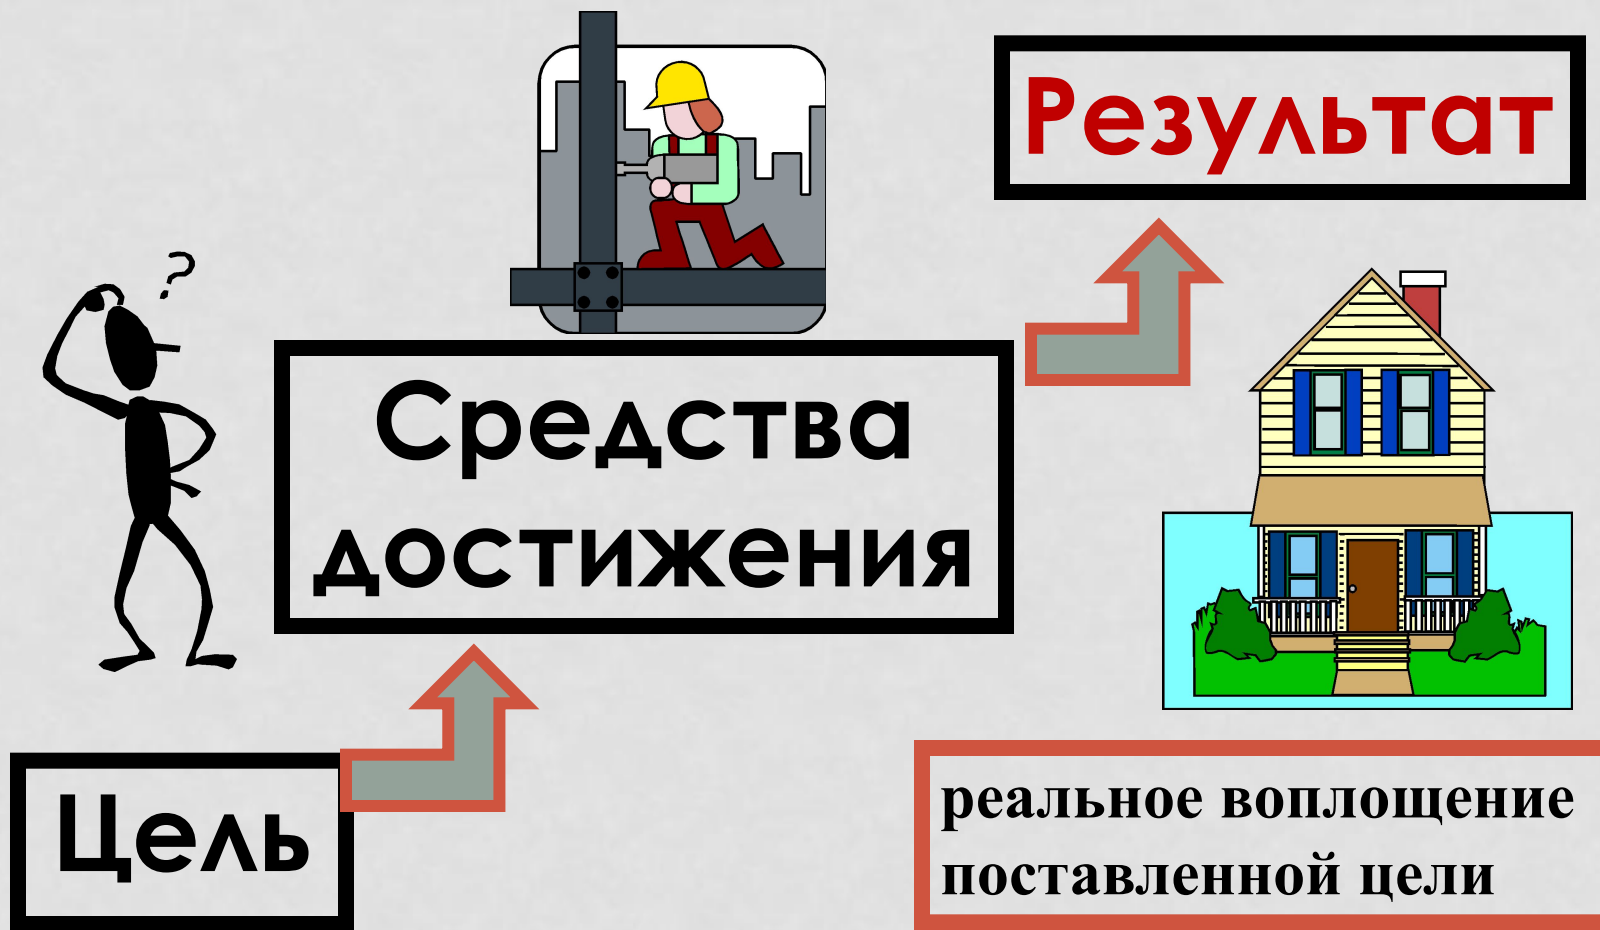 Результат
?
Средства
достижения
Цель
реальное воплощение
поставленной цели